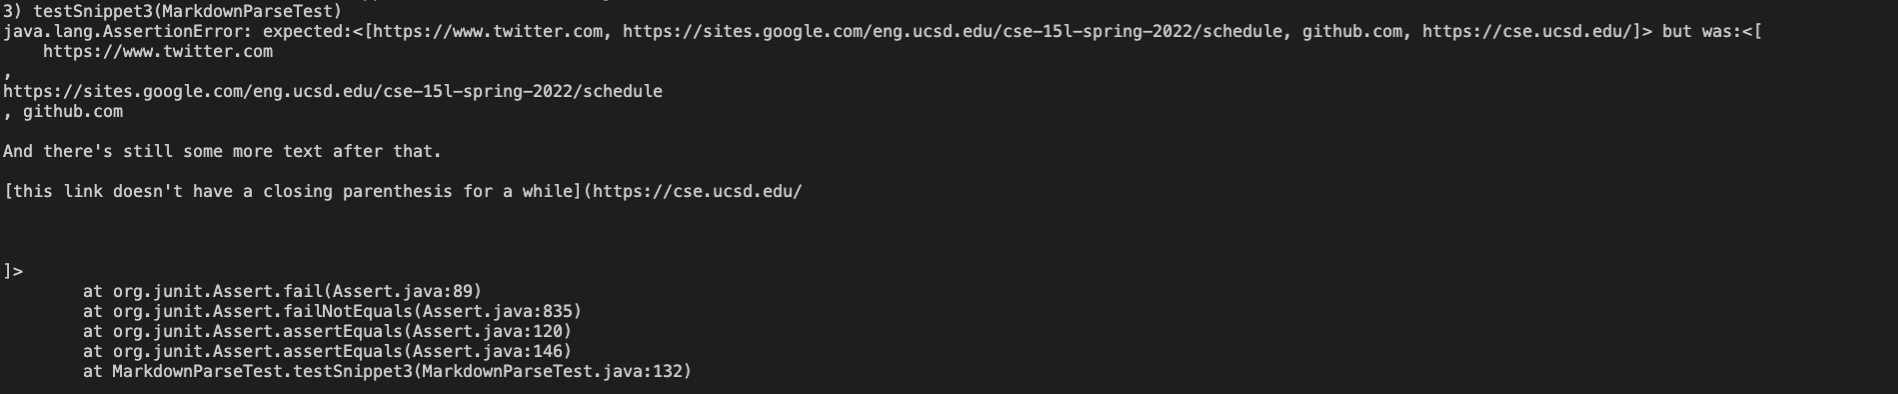 3) testSnippet3(MarkdownParseTest)
java.lang.AssertionError: expected:<[https://www.twitter.com, https://sites.google.com/eng.ucsd.edu/cse-15l-spring-2022/schedule, github.com, https://cse.ucsd.edu/]> but was:<[
    https://www.twitter.com
,
https://sites.google.com/eng.ucsd.edu/cse-15l-spring-2022/schedule
, github.com
And there's still some more text after that.
[this link doesn't have a closing parenthesis for a while](https://cse.ucsd.edu/
]>
        at org.junit.Assert.fail(Assert.java:89)
        at org.junit.Assert.failNotEquals(Assert.java:835)
        at org.junit.Assert.assertEquals(Assert.java:120)
        at org.junit.Assert.assertEquals(Assert.java:146)
        at MarkdownParseTest.testSnippet3(MarkdownParseTest.java:132)